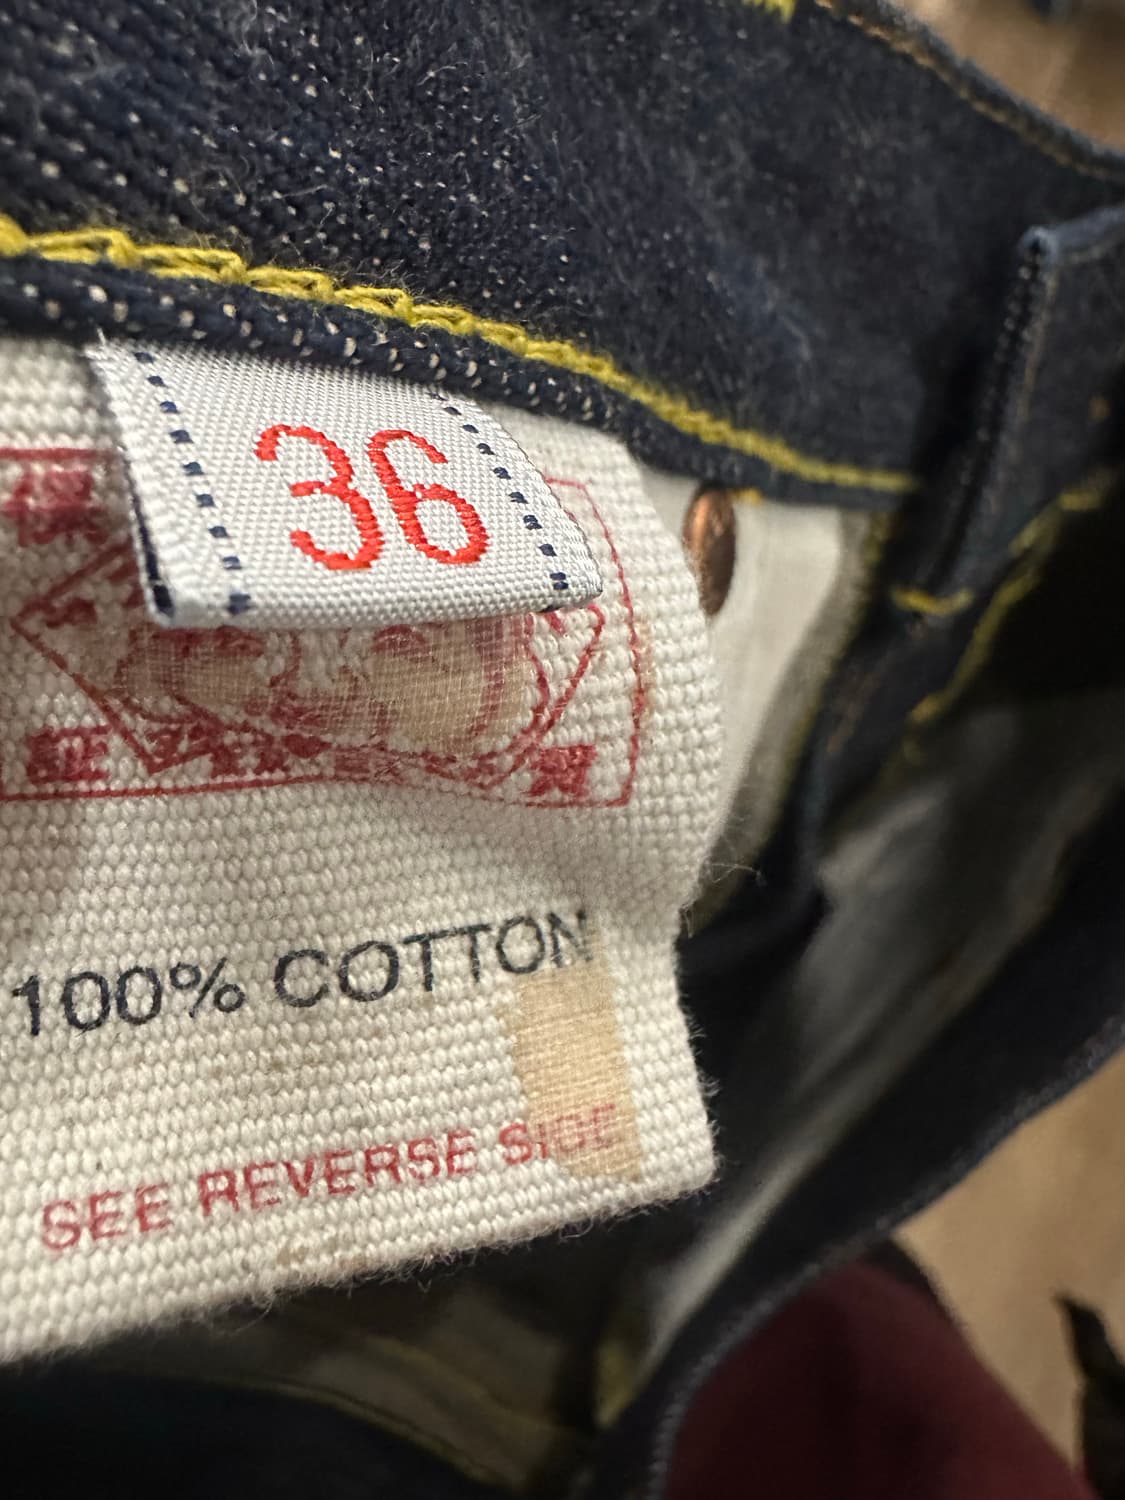 36
100% COTTON
SEE REVERSE SIDE